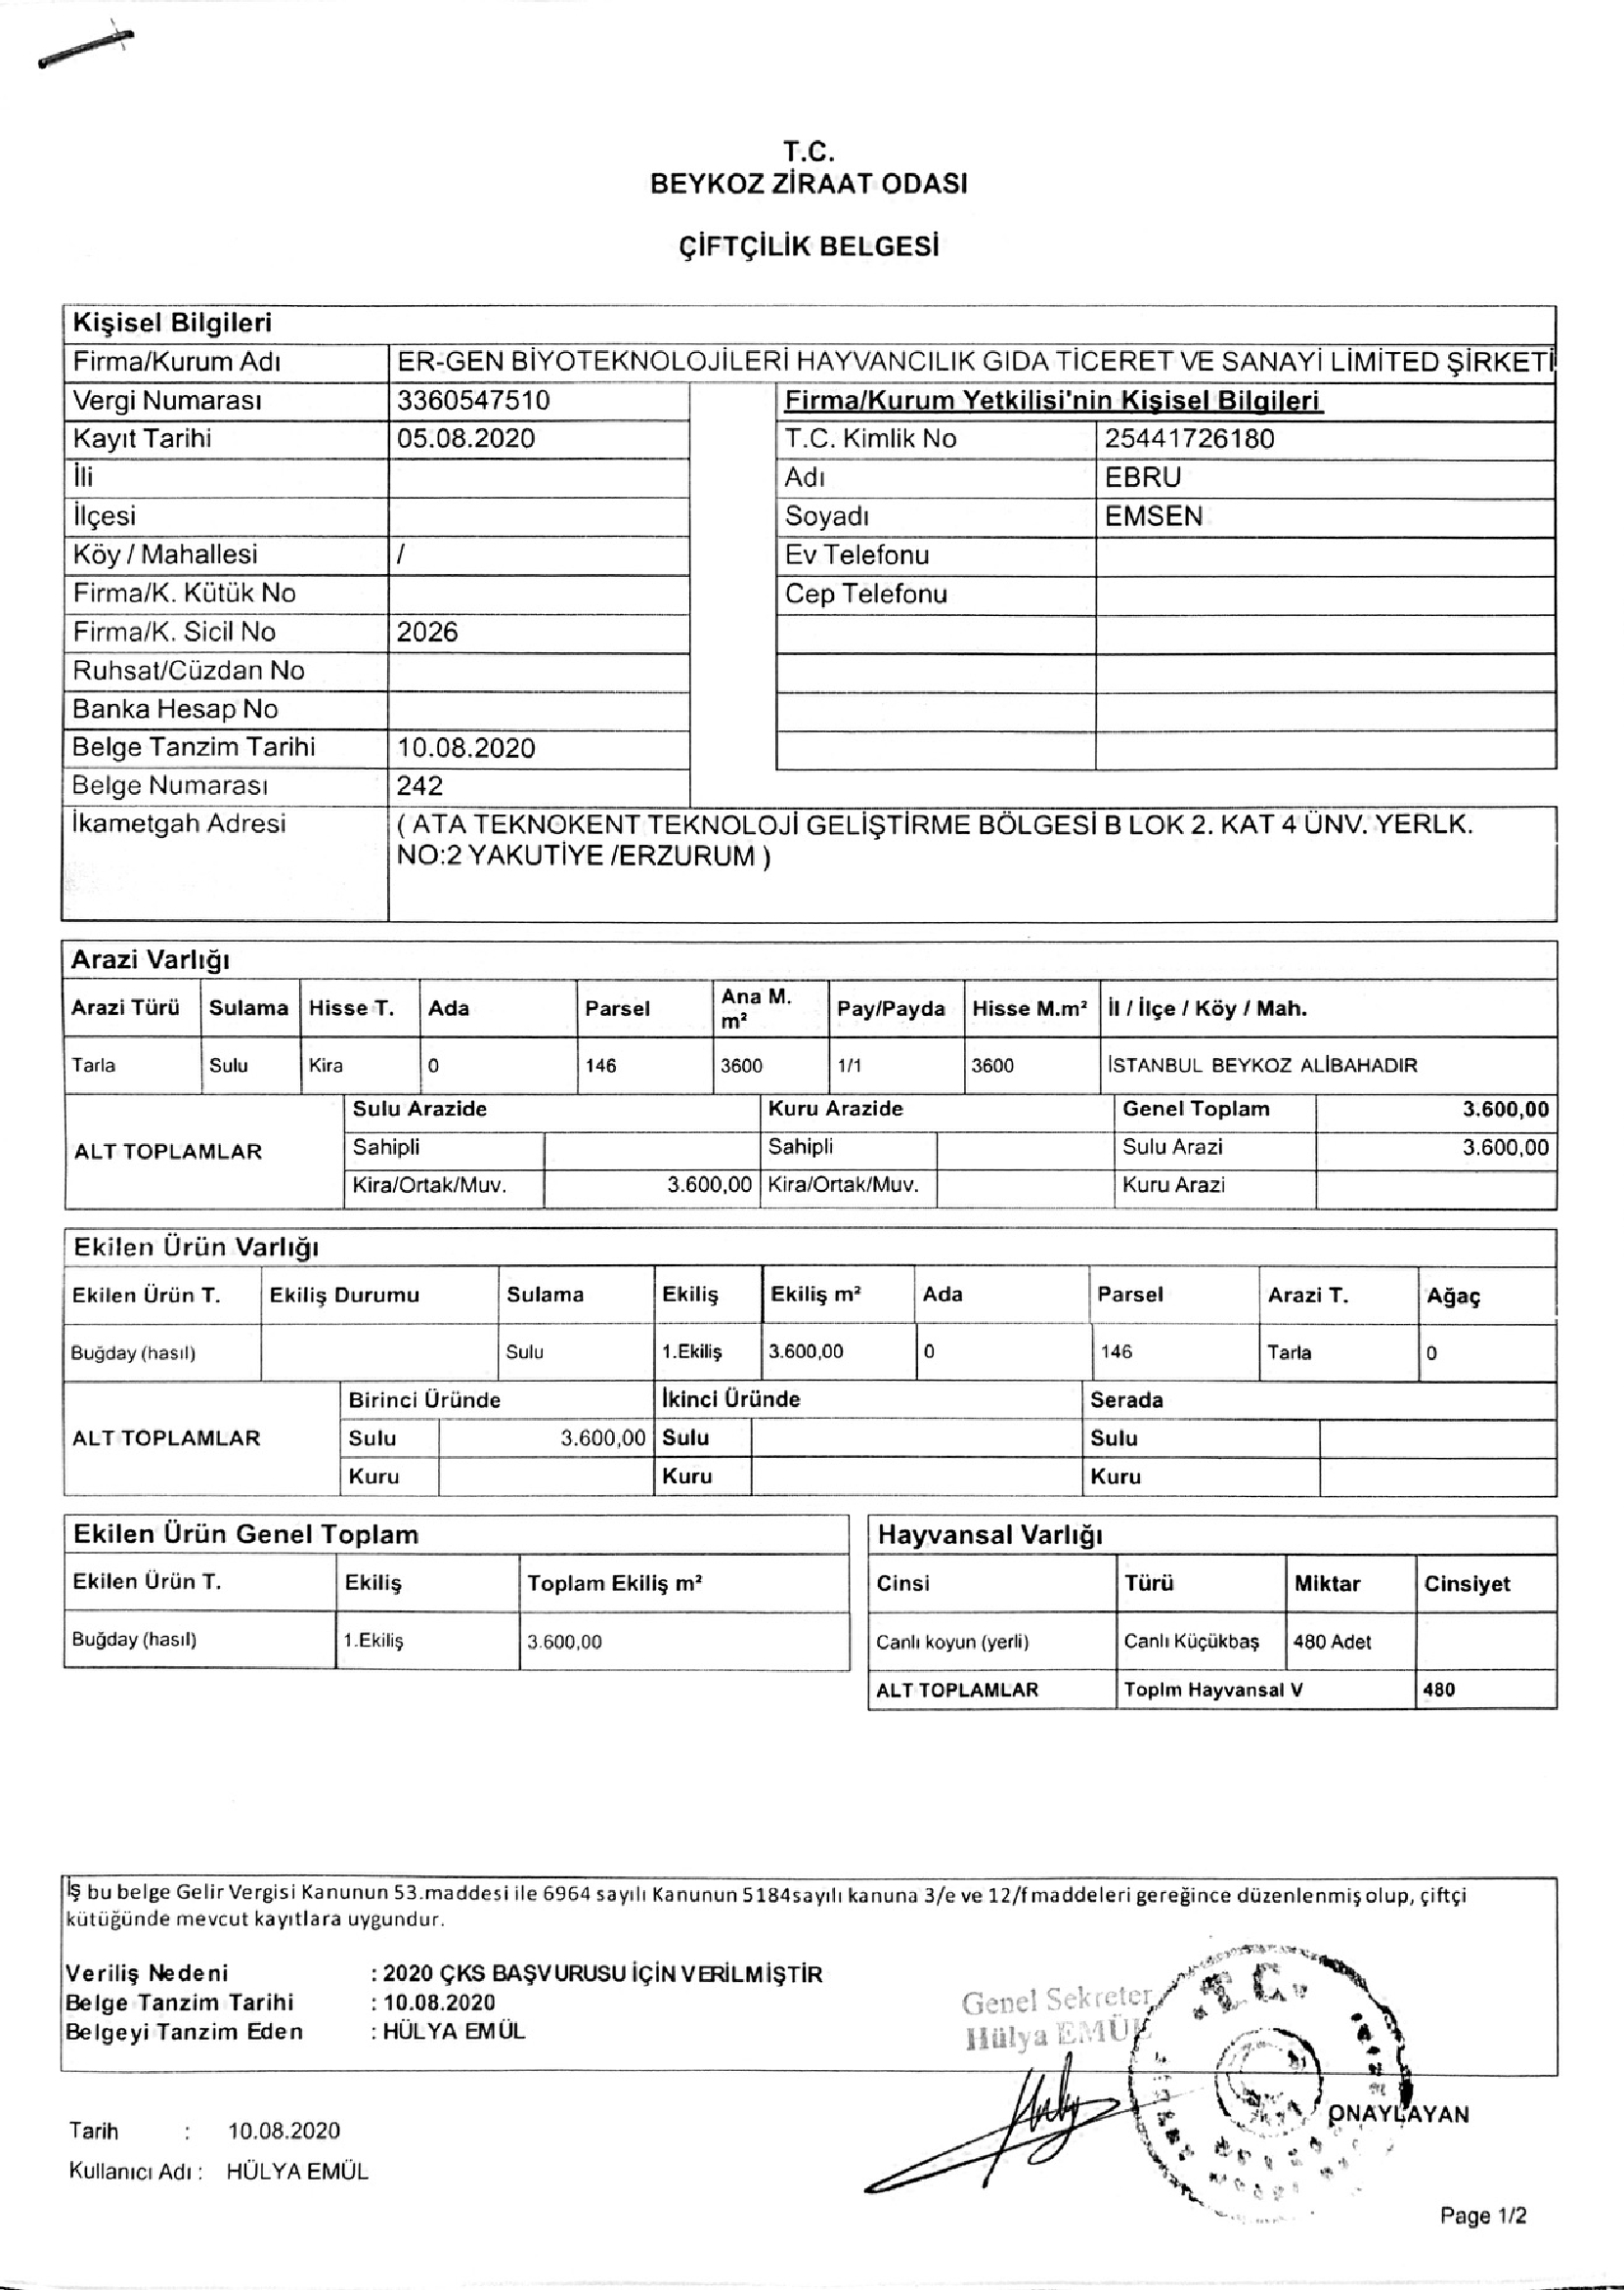 T.C.
BEYKOZ ZİRAAT ODASI
ÇİFTÇİLİK BELGESİ
Kişisel Bilgileri
Firma/Kurum Adı ER-GEN BİYOTEKNOLOJİLERİ HAYVANCILIK GIDA TİCERET VE SANAYİ LİMİTED ŞİRKETİ
Vergi Numarası 3360547510 Firma/Kurum Yetkilisi'nin Kişisel Bilgileri
Kayıt Tarihi 05.08.2020 T.C. Kimlik No 25441726180
İli Adı EBRU
İlçesi Soyadı EMSEN
Köy / Mahallesi / Ev Telefonu
Firma/K. Kütük No Cep Telefonu
Firma/K. Sicil No 2026
Ruhsat/Cüzdan No
Banka Hesap No
Belge Tanzim Tarihi 10.08.2020
Belge Numarası 242
İkametgah Adresi ( ATA TEKNOKENT TEKNOLOJİ GELİŞTİRME BÖLGESİ B LOK 2. KAT 4 ÜNV. YERLK.
NO:2 YAKUTİYE /ERZURUM )
Arazi Varlığı
Arazi Türü Sulama Hisse T. Ada Parsel Ana M. m² Pay/Payda Hisse M.m² İl / İlçe / Köy / Mah.
Tarla Sulu Kira 0 146 3600 1/1 3600 İSTANBUL BEYKOZ ALİBAHADIR
Sulu Arazide Kuru Arazide Genel Toplam 3.600,00
ALT TOPLAMLAR Sahipli Sahipli Sulu Arazi 3.600,00
Kira/Ortak/Muv. 3.600,00 Kira/Ortak/Muv. Kuru Arazi
Ekilen Ürün Varlığı
Ekilen Ürün T. Ekiliş Durumu Sulama Ekiliş Ekiliş m² Ada Parsel Arazi T. Ağaç
Buğday (hasıl) Sulu 1.Ekiliş 3.600,00 0 146 Tarla 0
Birinci Üründe İkinci Üründe Serada
ALT TOPLAMLAR Sulu 3.600,00 Sulu Sulu
Kuru Kuru Kuru
Ekilen Ürün Genel Toplam Hayvansal Varlığı
Ekilen Ürün T. Ekiliş Toplam Ekiliş m² Cinsi Türü Miktar Cinsiyet
Buğday (hasıl) 1.Ekiliş 3.600,00 Canlı koyun (yerli) Canlı Küçükbaş 480 Adet
ALT TOPLAMLAR Toplm Hayvansal V 480
İş bu belge Gelir Vergisi Kanunun 53.maddesi ile 6964 sayılı Kanunun 5184sayılı kanuna 3/e ve 12/f maddeleri gereğince düzenlenmiş olup, çiftçi
kütüğünde mevcut kayıtlara uygundur.
Veriliş Nedeni : 2020 ÇKS BAŞVURUSU İÇİN VERİLMİŞTİR
Belge Tanzim Tarihi : 10.08.2020
Belgeyi Tanzim Eden : HÜLYA EMÜL
Genel Sekreter
Hülya EMÜL
T.C.
ONAYLAYAN
Tarih : 10.08.2020
Kullanıcı Adı : HÜLYA EMÜL
Page 1/2